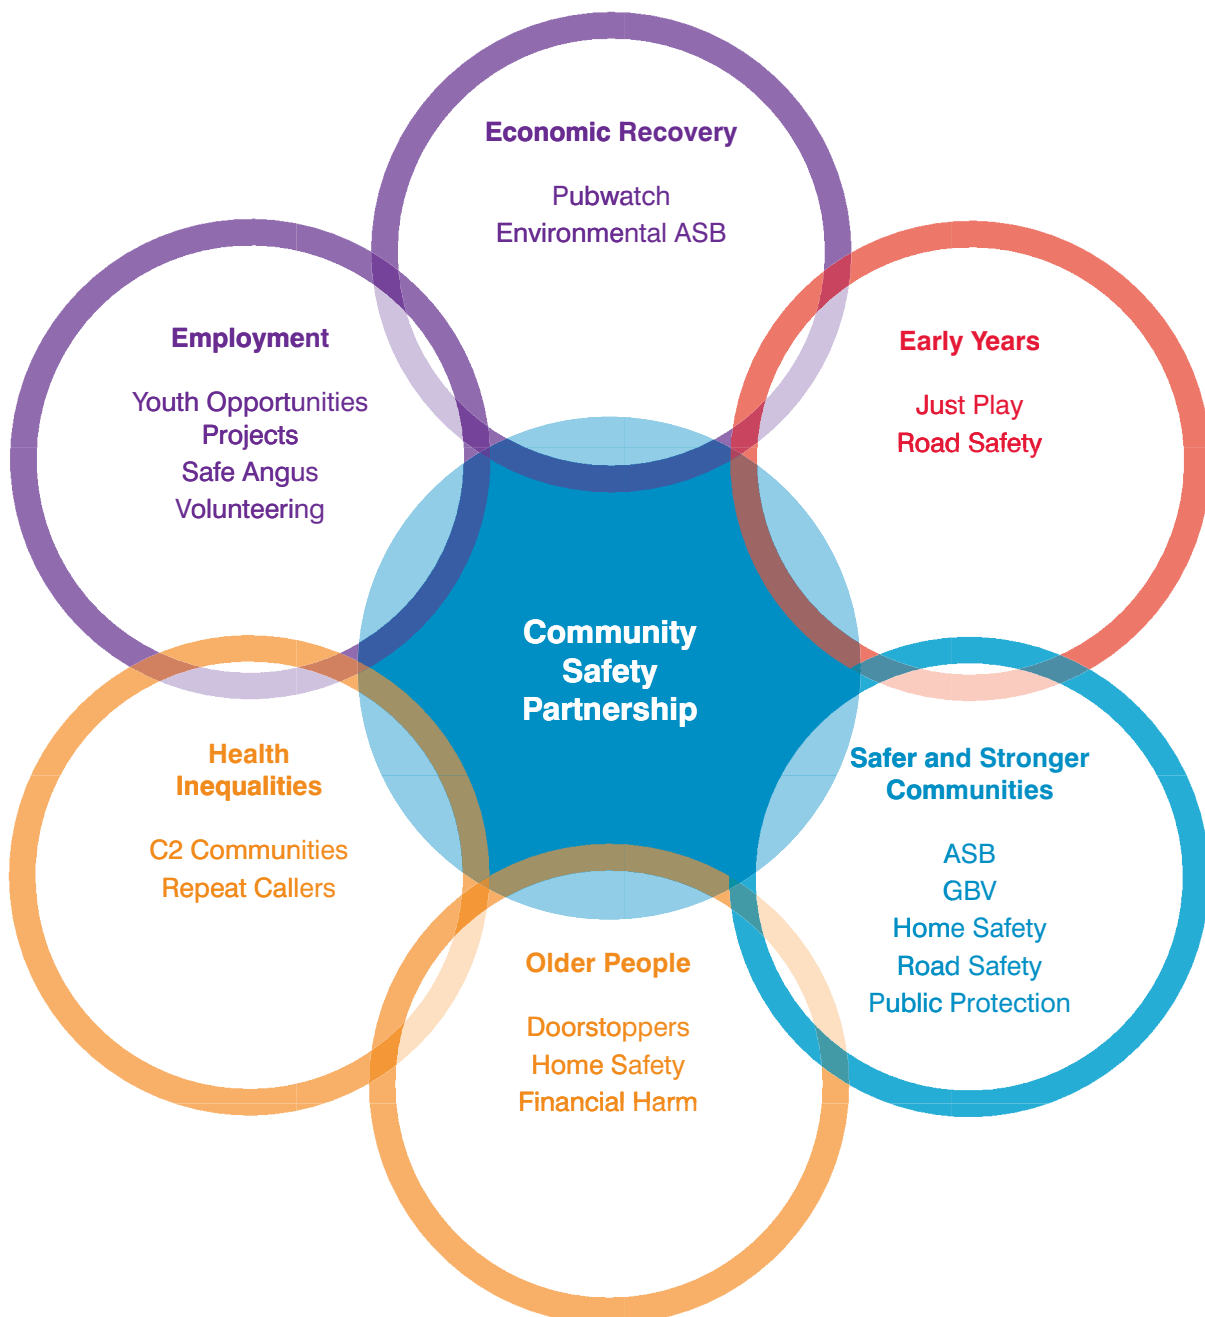 Economic Recovery
Pubwatch
Environmental ASB
Employment
Youth Opportunities
Projects
Safe Angus
Volunteering
Early Years
Just Play
Road Safety
Community
Safety
Partnership
Health
Inequalities
C2 Communities
Repeat Callers
Safer and Stronger
Communities
ASB
GBV
Home Safety
Road Safety
Public Protection
Older People
Doorstoppers
Home Safety
Financial Harm